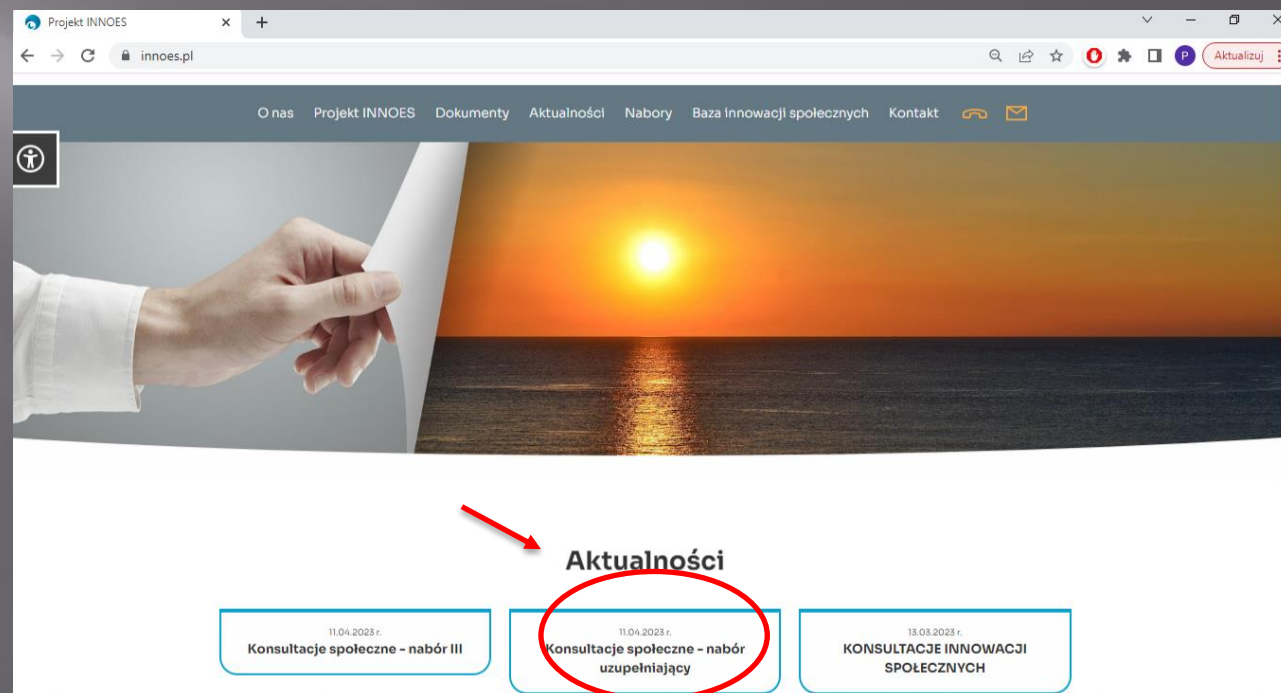 Projekt INNOES
innoes.pl
P
Aktualizuj
O nas Projekt INNOES Dokumenty Aktualności Nabory Baza innowacji społecznych Kontakt
Aktualności
11.04.2023 r.
Konsultacje społeczne - nabór III
11.04.2023 r.
Konsultacje społeczne - nabór
uzupełniający
13.03.2023 r.
KONSULTACJE INNOWACJI
SPOŁECZNYCH